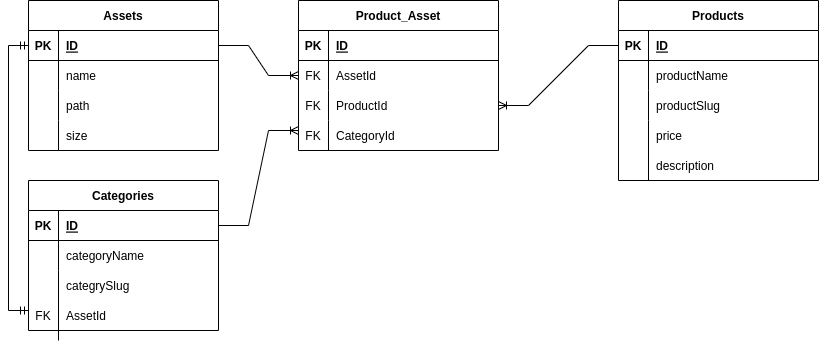 Assets
PK ID
name
path
size
Product_Asset
PK ID
FK AssetId
FK ProductId
FK CategoryId
Products
PK ID
productName
productSlug
price
description
Categories
PK ID
categoryName
categrySlug
FK AssetId